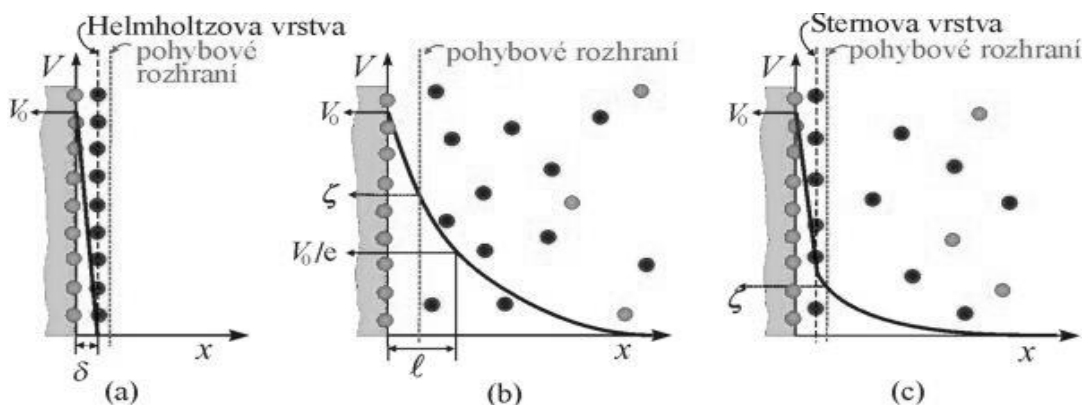 Helmholtzova vrstva
pohybové
rozhraní
V
V₀
x
δ
(a)
pohybové rozhraní
V
V₀
ζ
V₀/e
x
ℓ
(b)
Sternova vrstva
pohybové rozhraní
V
V₀
ζ
x
(c)